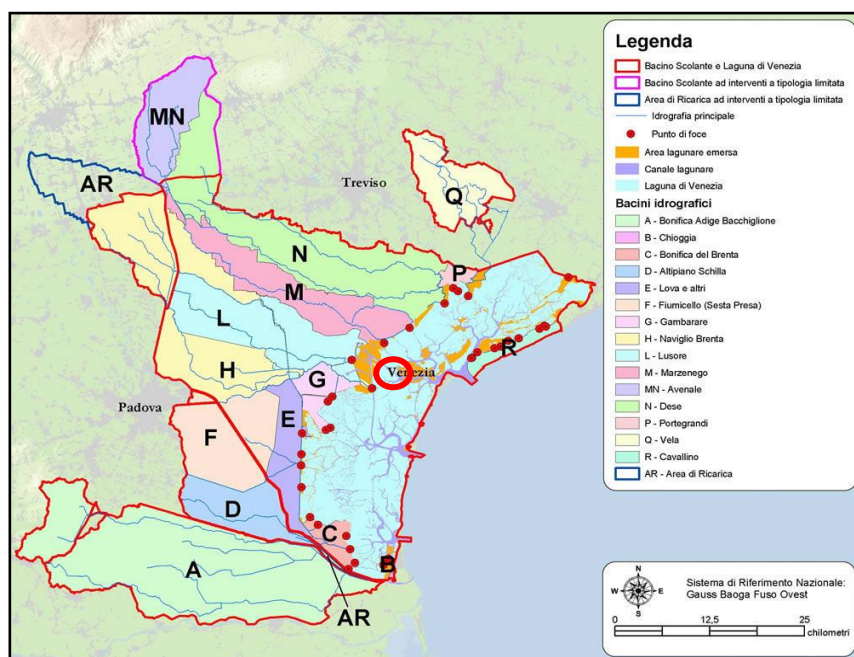 MN
AR
Treviso
Q
N
P
M
L
R
Venezia
H
G
Padova
E
F
D
C
B
A
AR
Legenda
Bacino Scolante e Laguna di Venezia
Bacino Scolante ad interventi a tipologia limitata
Area di Ricarica ad interventi a tipologia limitata
Idrografia principale
Punto di foce
Area lagunare emersa
Canale lagunare
Laguna di Venezia
Bacini idrografici
A - Bonifica Adige Bacchiglione
B - Chioggia
C - Bonifica del Brenta
D - Altipiano Schilla
E - Lova e altri
F - Fiumicello (Sesta Presa)
G - Gambarare
H - Naviglio Brenta
L - Lusore
M - Marzenego
MN - Avenale
N - Dese
P - Portegrandi
Q - Vela
R - Cavallino
AR - Area di Ricarica
N
W E
S
Sistema di Riferimento Nazionale:
Gauss Baoga Fuso Ovest
0 12,5 25
chilometri